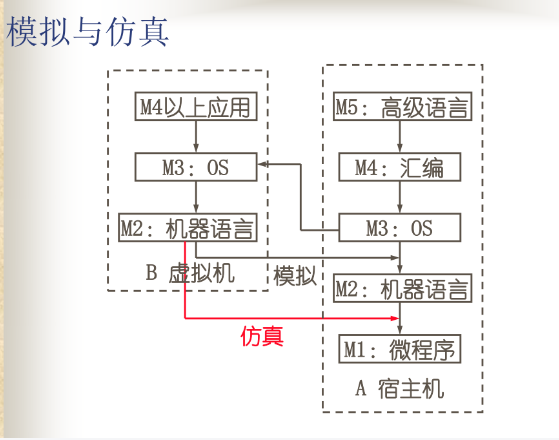 模拟与仿真
M4以上应用
M3: OS
M2: 机器语言
B 虚拟机
M5: 高级语言
M4: 汇编
M3: OS
M2: 机器语言
M1: 微程序
A 宿主机
模拟
仿真